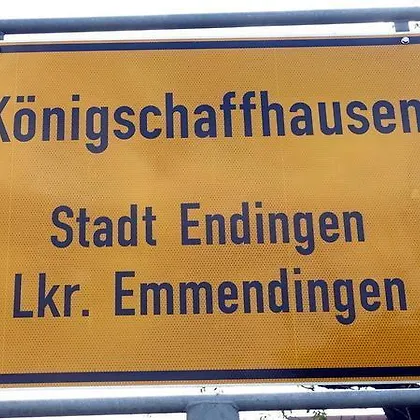 Königschaffhausen
Stadt Endingen
Lkr. Emmendingen